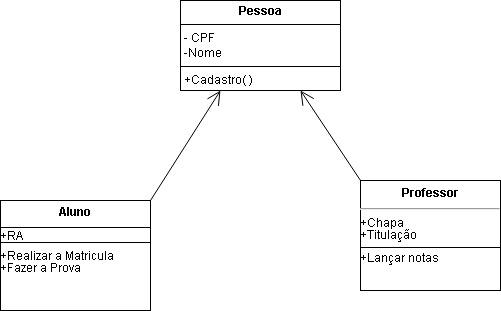 Pessoa
- CPF
-Nome
+Cadastro()
Aluno
+RA
+Realizar a Matricula
+Fazer a Prova
Professor
+Chapa
+Titulação
+Lançar notas